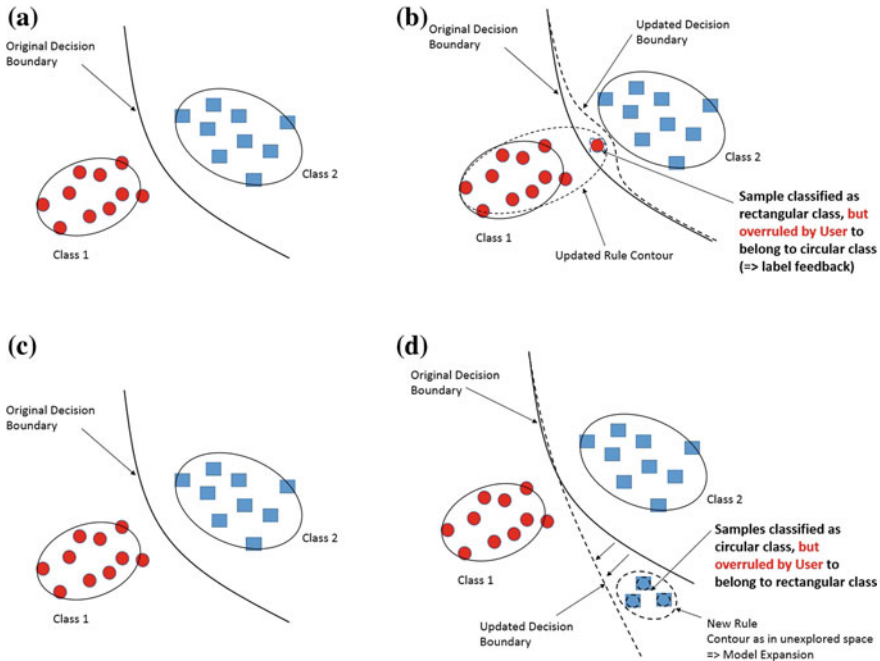 (a)
Original Decision
Boundary
Class 2
Class 1
(b)
Original Decision
Boundary
Updated Decision
Boundary
Class 2
Class 1
Updated Rule Contour
Sample classified as
rectangular class, but
overruled by User to
belong to circular class
(=> label feedback)
(c)
Original Decision
Boundary
Class 2
Class 1
(d)
Original Decision
Boundary
Class 2
Class 1
Samples classified as
circular class, but
overruled by User to
belong to rectangular class
Updated Decision
Boundary
New Rule
Contour as in unexplored space
=> Model Expansion